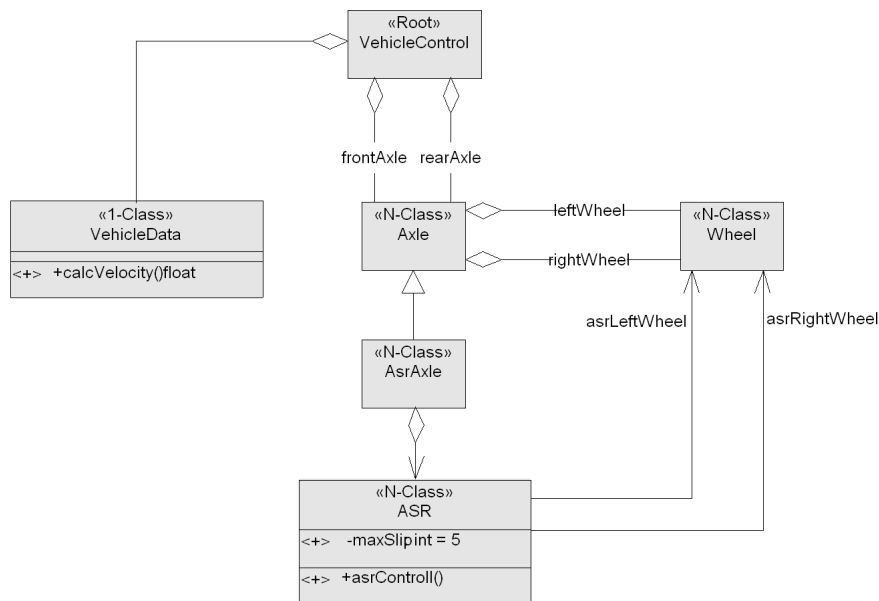 «Root»
VehicleControl
frontAxle rearAxle
«1-Class»
VehicleData
<+> +calcVelocity()float
«N-Class»
Axle
leftWheel
rightWheel
«N-Class»
Wheel
asrLeftWheel
asrRightWheel
«N-Class»
AsrAxle
«N-Class»
ASR
<+> -maxSlipint = 5
<+> +asrControll()